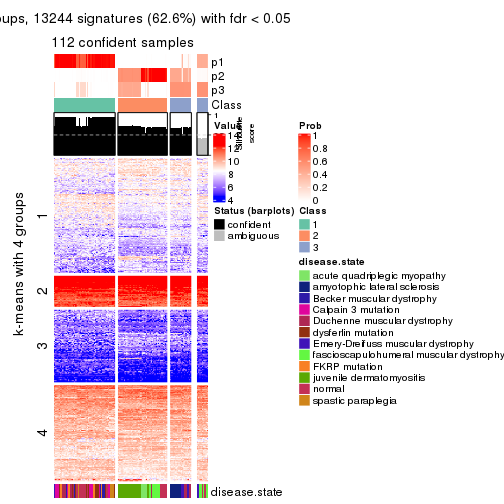 oups, 13244 signatures (62.6%) with fdr < 0.05
112 confident samples
p1
p2
p3
Class
1
score
Value
14
12
10
8
6
4
Prob
1
0.8
0.6
0.4
0.2
0
Status (barplots)
confident
ambiguous
Class
1
2
3
disease.state
acute quadriplegic myopathy
amyotophic lateral sclerosis
Becker muscular dystrophy
Calpain 3 mutation
Duchenne muscular dystrophy
dysferlin mutation
Emery-Dreifuss muscular dystrophy
fascioscapulohumeral muscular dystrophy
FKRP mutation
juvenile dermatomyositis
normal
spastic paraplegia
k-means with 4 groups
1
2
3
4
disease.state